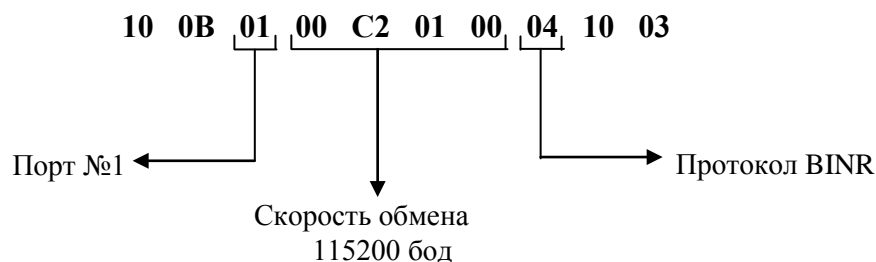 10 0B 01 00 C2 01 00 04 10 03
Порт №1
Протокол BINR
Скорость обмена
115200 бод